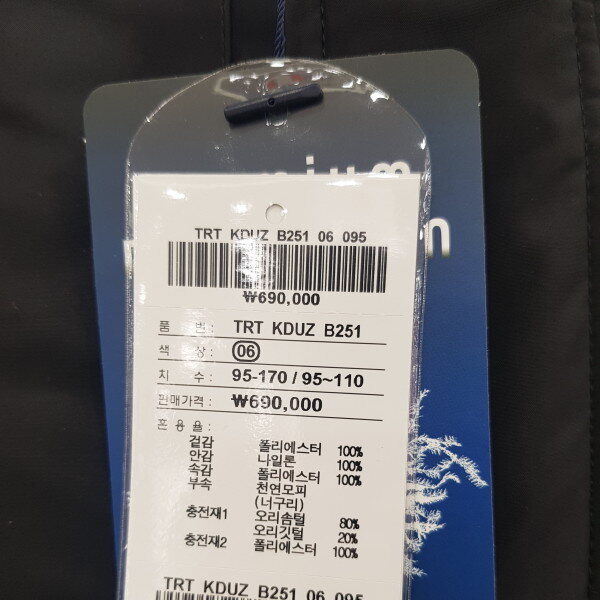 TRT KDUZ B251 06 095
₩690,000
품 번 : TRT KDUZ B251
색 상 : 06
치 수 : 95-170 / 95~110
판매가격 : ₩690,000
혼 용 율 :
겉감 폴리에스터 100%
안감 나일론 100%
속감 폴리에스터 100%
부속 천연모피
(너구리)
충전재1 오리솜털 80%
오리깃털 20%
충전재2 폴리에스터 100%
TRT KDUZ B251 06 095